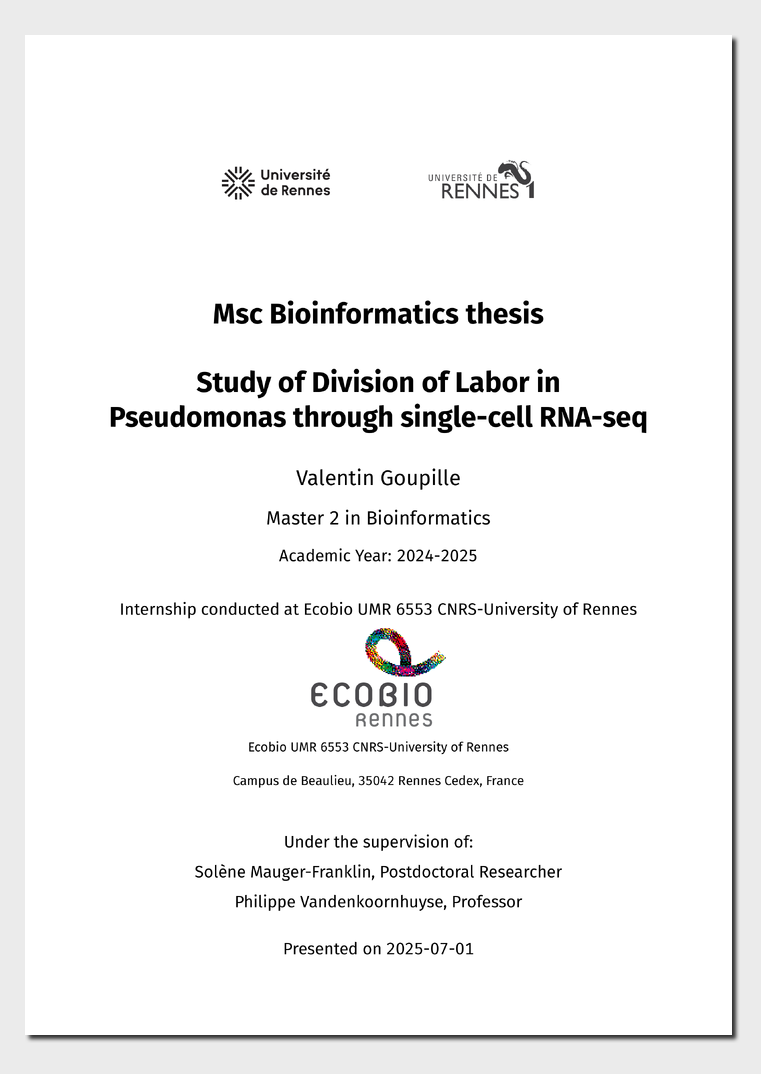 Université
de Rennes
UNIVERSITÉ DE
RENNES 1
Msc Bioinformatics thesis
Study of Division of Labor in
Pseudomonas through single-cell RNA-seq
Valentin Goupille
Master 2 in Bioinformatics
Academic Year: 2024-2025
Internship conducted at Ecobio UMR 6553 CNRS-University of Rennes
ECOBIO
Rennes
Ecobio UMR 6553 CNRS-University of Rennes
Campus de Beaulieu, 35042 Rennes Cedex, France
Under the supervision of:
Solène Mauger-Franklin, Postdoctoral Researcher
Philippe Vandenkoornhuyse, Professor
Presented on 2025-07-01